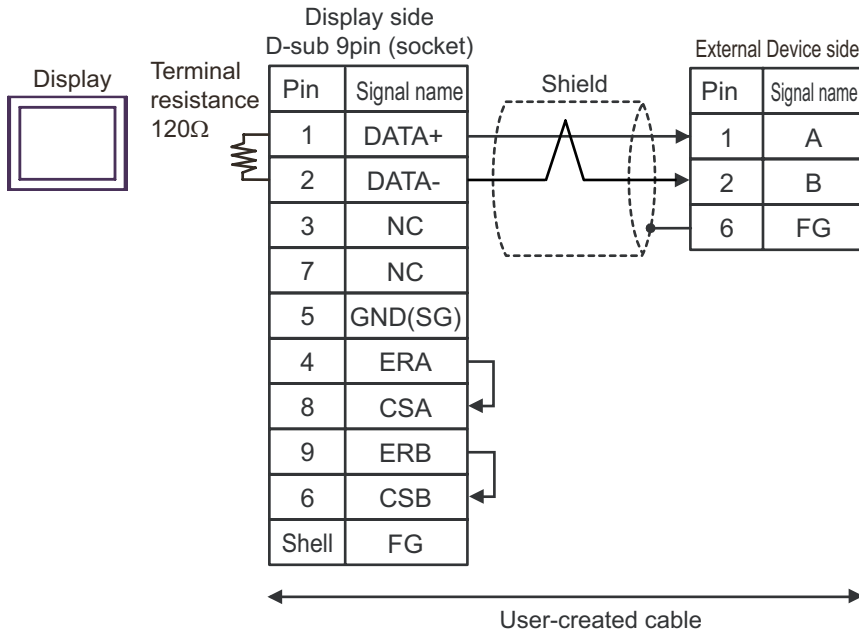 Display side
D-sub 9pin (socket)
External Device side
Display
Terminal
resistance
120Ω
Shield
Pin Signal name
1 DATA+
2 DATA-
3 NC
7 NC
5 GND(SG)
4 ERA
8 CSA
9 ERB
6 CSB
Shell FG
Pin Signal name
1 A
2 B
6 FG
User-created cable